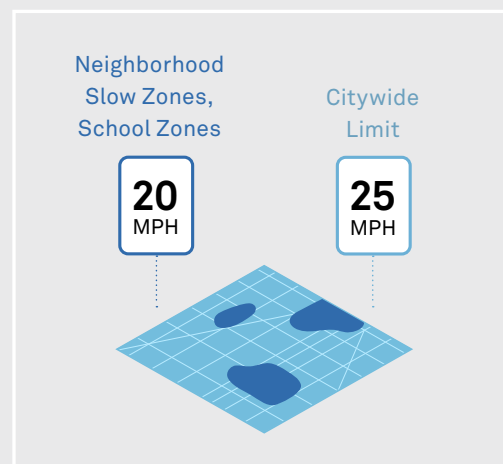 Neighborhood
Slow Zones,
School Zones
20
MPH
Citywide
Limit
25
MPH